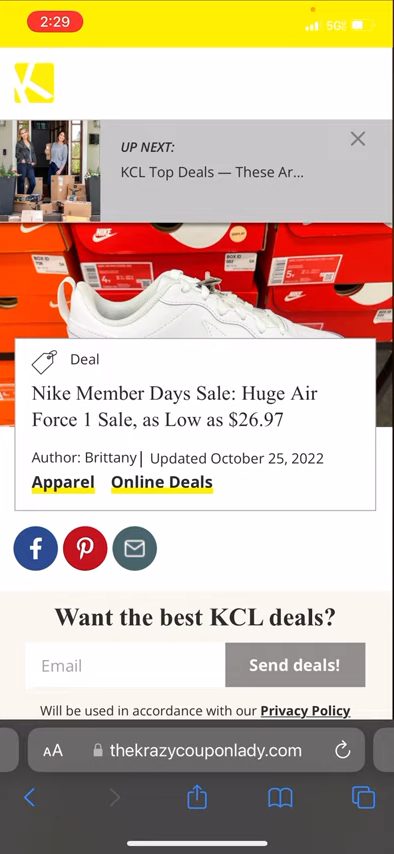 2:29
5G
UP NEXT:
KCL Top Deals — These Ar...
Deal
Nike Member Days Sale: Huge Air
Force 1 Sale, as Low as $26.97
Author: Brittany| Updated October 25, 2022
Apparel Online Deals
Want the best KCL deals?
Email Send deals!
Will be used in accordance with our Privacy Policy
AA thekrazycouponlady.com